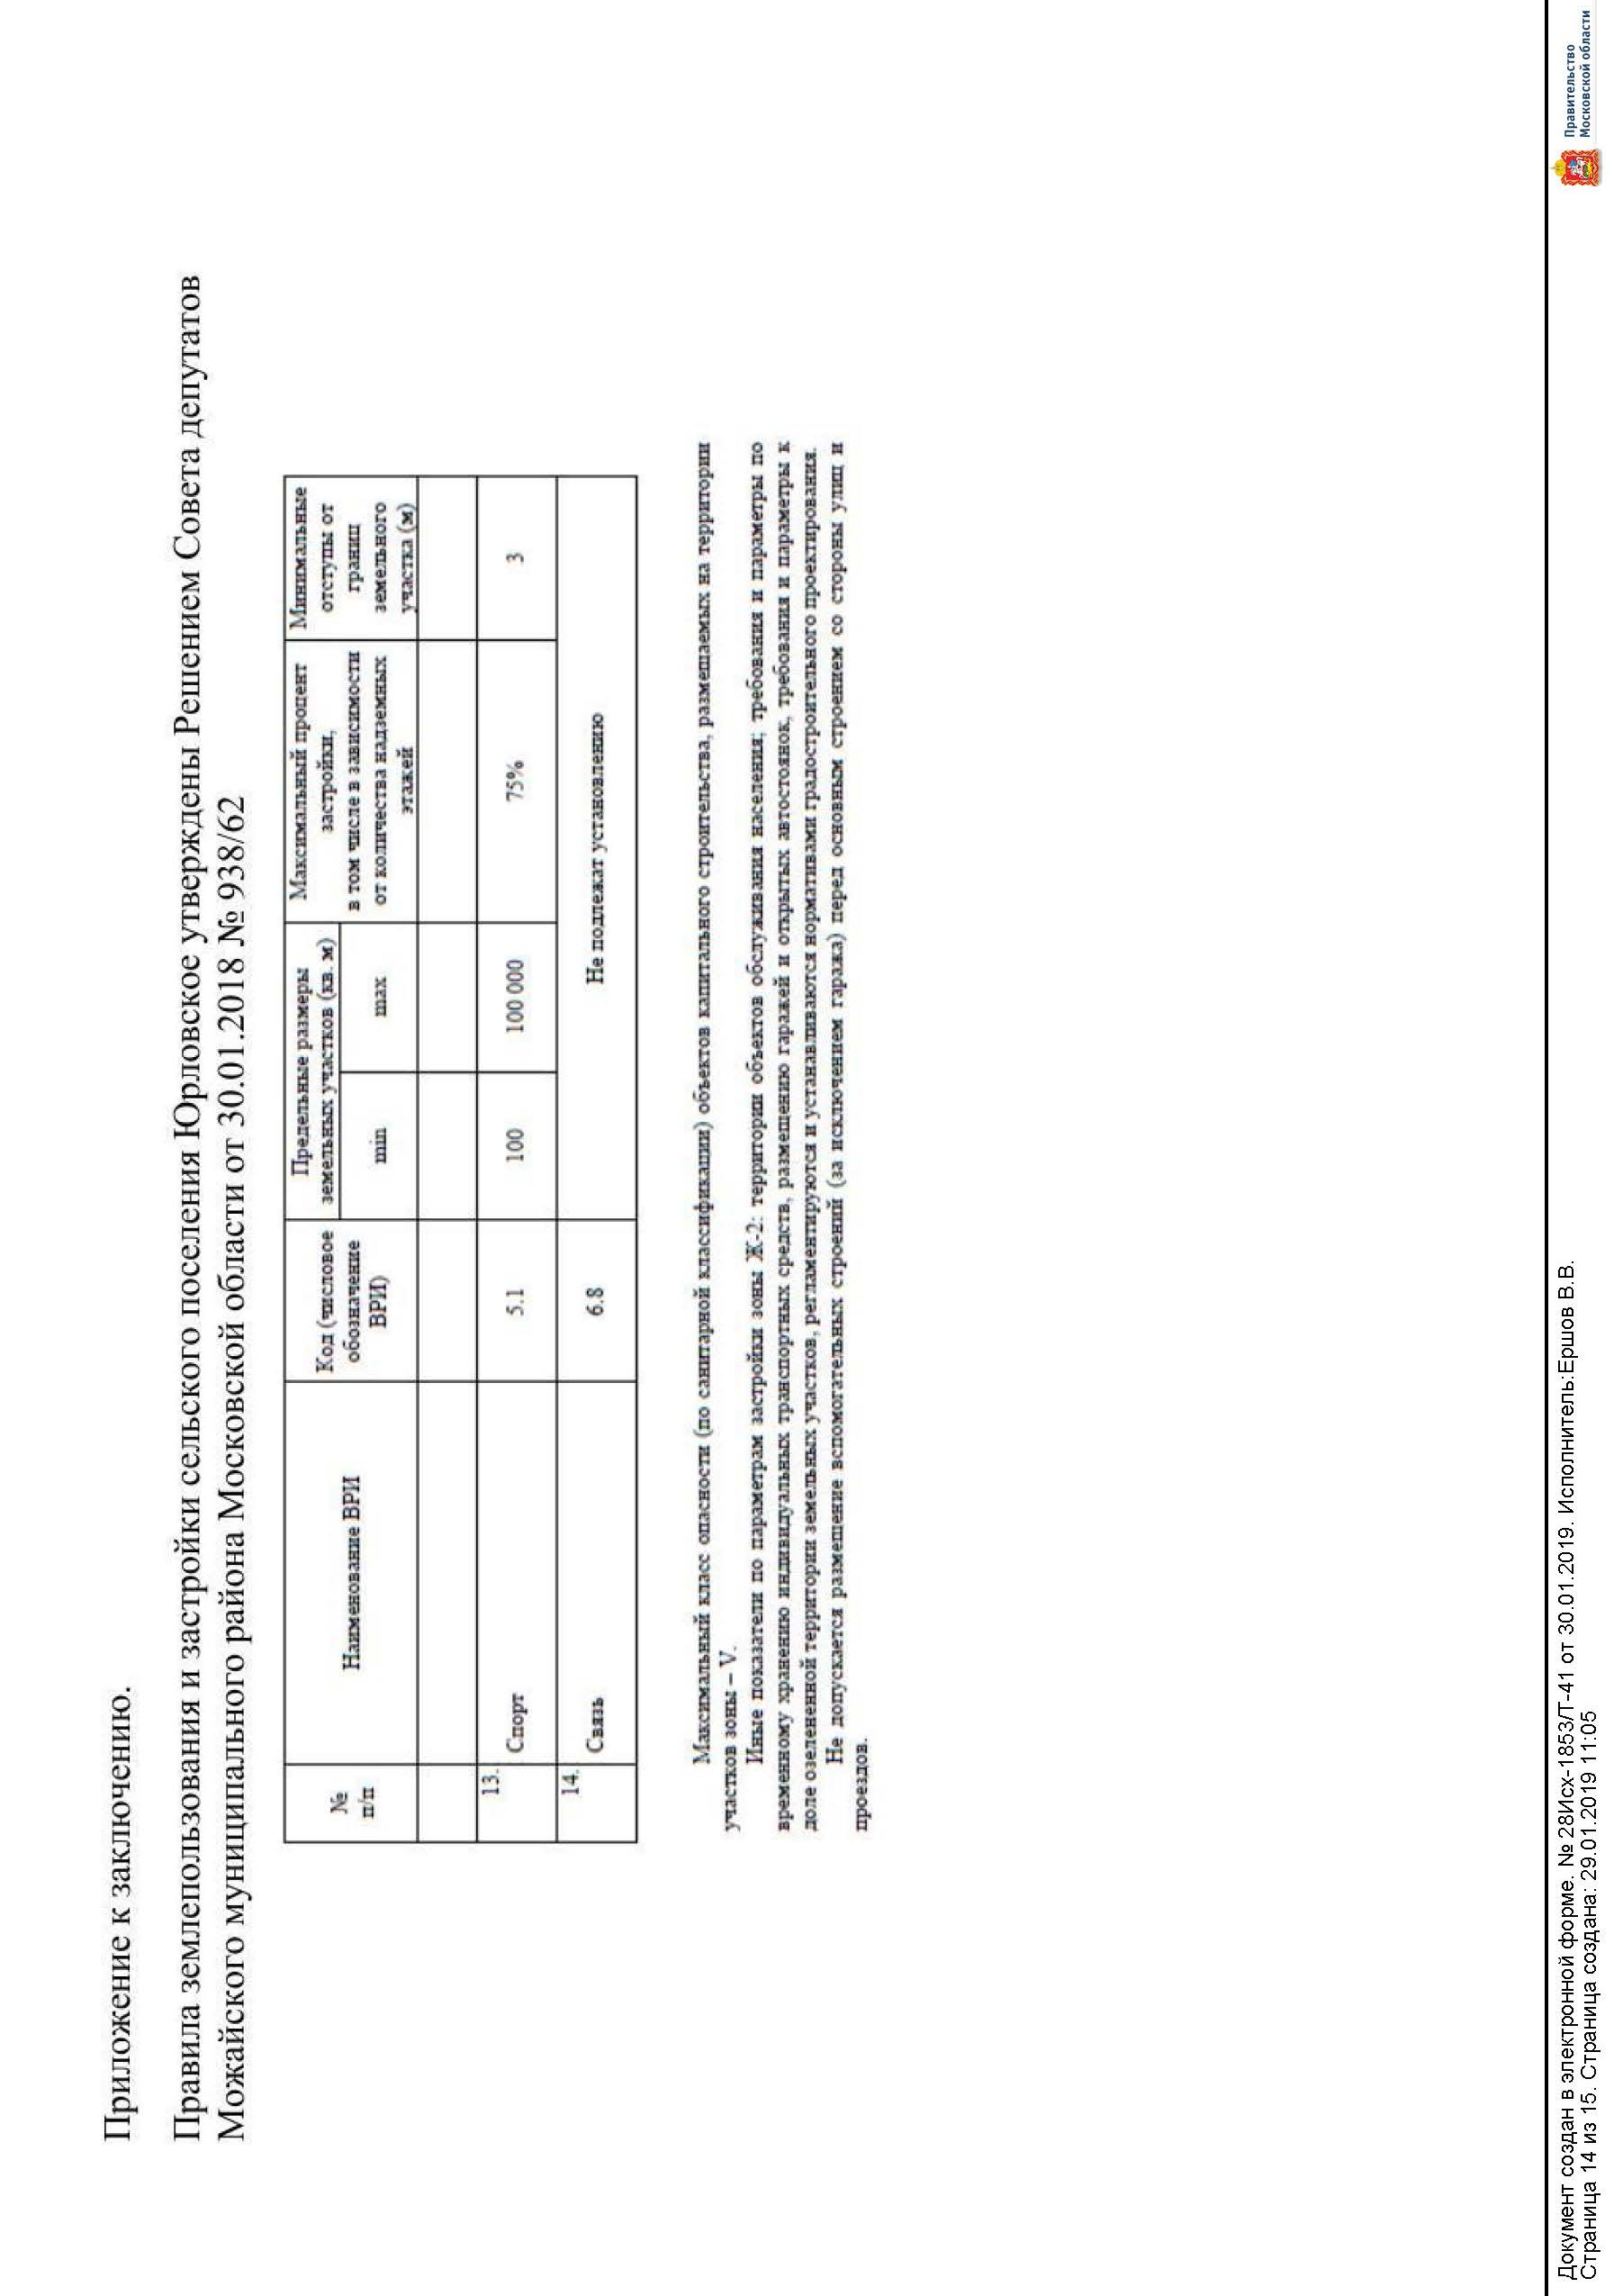 Приложение к заключению.
Правила землепользования и застройки сельского поселения Юрловское утверждены Решением Совета депутатов
Можайского муниципального района Московской области от 30.01.2018 № 938/62
№
п/п
Наименование ВРИ
Код (числовое
обозначение
ВРИ)
Предельные размеры
земельных участков (кв. м)
min
max
Максимальный процент
застройки,
в том числе в зависимости
от количества надземных
этажей
Минимальные
отступы от
границ
земельного
участка (м)
13. Спорт 5.1 100 100 000 75% 3
14. Связь 6.8 Не подлежат установлению
Максимальный класс опасности (по санитарной классификации) объектов капитального строительства, размещаемых на территории
участков зоны – V.
Иные показатели по параметрам застройки зоны Ж-2: территории объектов обслуживания населения; требования и параметры по
временному хранению индивидуальных транспортных средств, размещению гаражей и открытых автостоянок, требования и параметры к
доле озелененной территории земельных участков, регламентируются и устанавливаются нормативами градостроительного проектирования.
Не допускается размещение вспомогательных строений (за исключением гаража) перед основным строением со стороны улиц и
проездов.
Документ создан в электронной форме. № 28Исх-1853/Т-41 от 30.01.2019. Исполнитель:Ершов В.В.
Страница 14 из 15. Страница создана: 29.01.2019 11:05
Правительство
Московской области